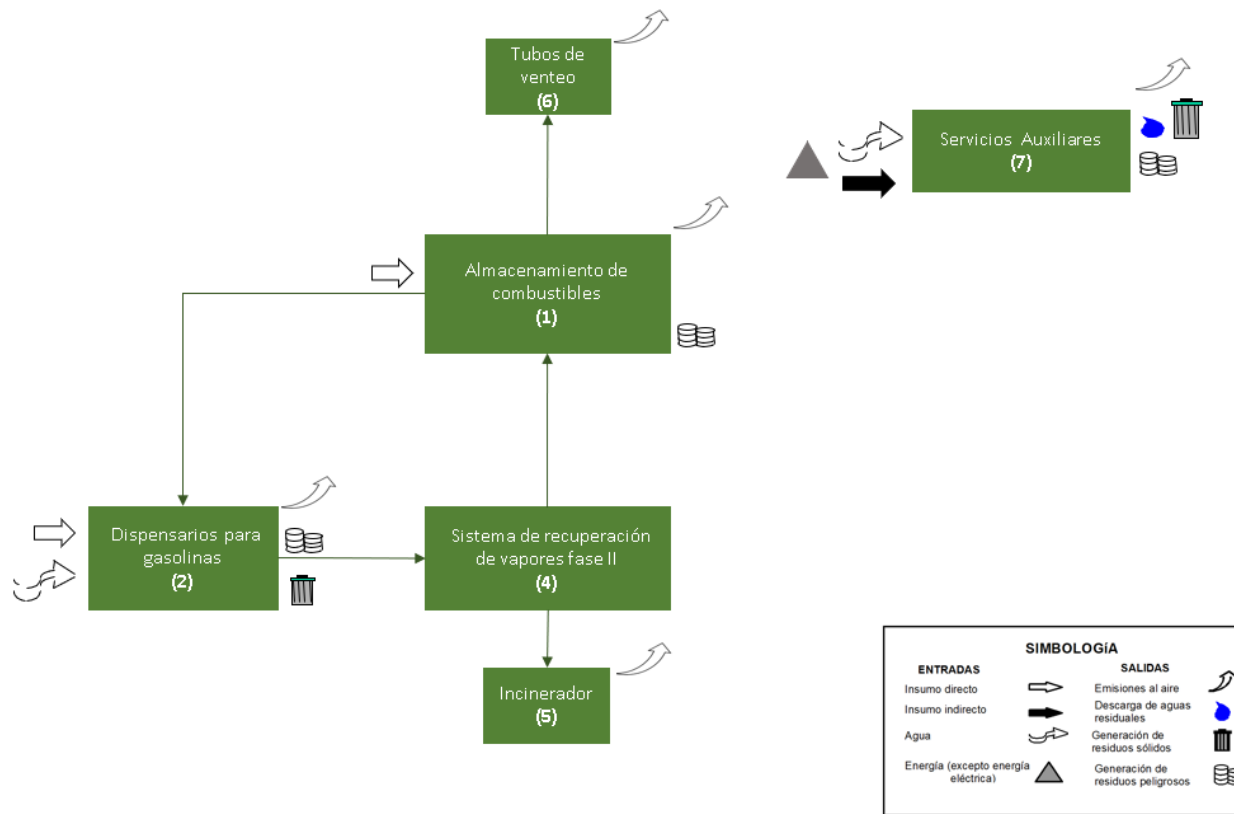 Tubos de
venteo
(6)
Servicios Auxiliares
(7)
Almacenamiento de
combustibles
(1)
Dispensarios para
gasolinas
(2)
Sistema de recuperación
de vapores fase II
(4)
Incinerador
(5)
SIMBOLOGíA
ENTRADAS
SALIDAS
Insumo directo
Emisiones al aire
Insumo indirecto
Descarga de aguas
residuales
Agua
Generación de
residuos sólidos
Energía (excepto energía
eléctrica)
Generación de
residuos peligrosos